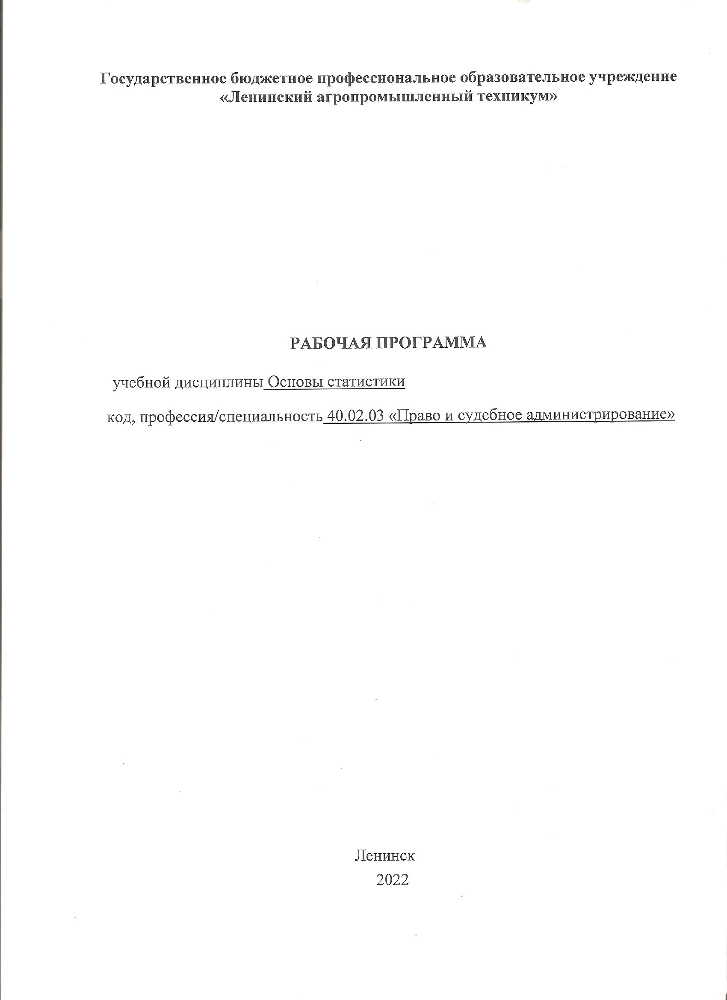 Государственное бюджетное профессиональное образовательное учреждение
«Ленинский агропромышленный техникум»
РАБОЧАЯ ПРОГРАММА
учебной дисциплины Основы статистики
код, профессия/специальность 40.02.03 «Право и судебное администрирование»
Ленинск
2022